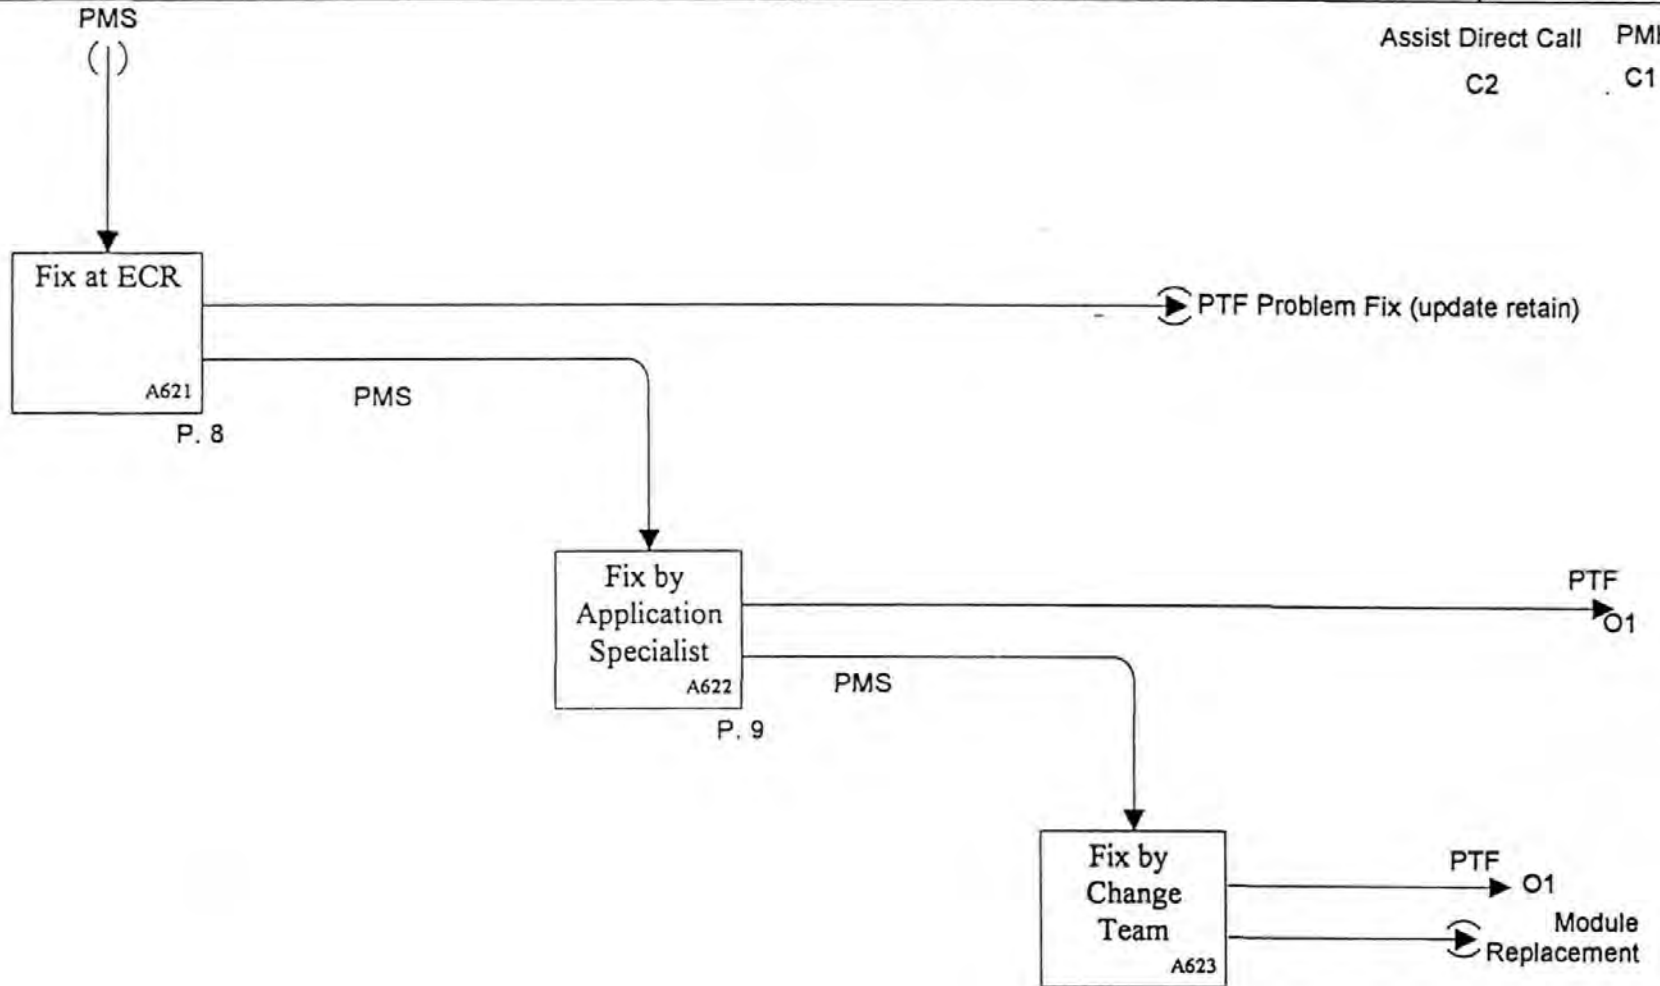 PMS
Assist Direct Call
C2
C1
Fix at ECR
A621
P. 8
PTF Problem Fix (update retain)
PMS
Fix by
Application
Specialist
A622
P. 9
PTF
O1
PMS
Fix by
Change
Team
A623
PTF
O1
Module
Replacement